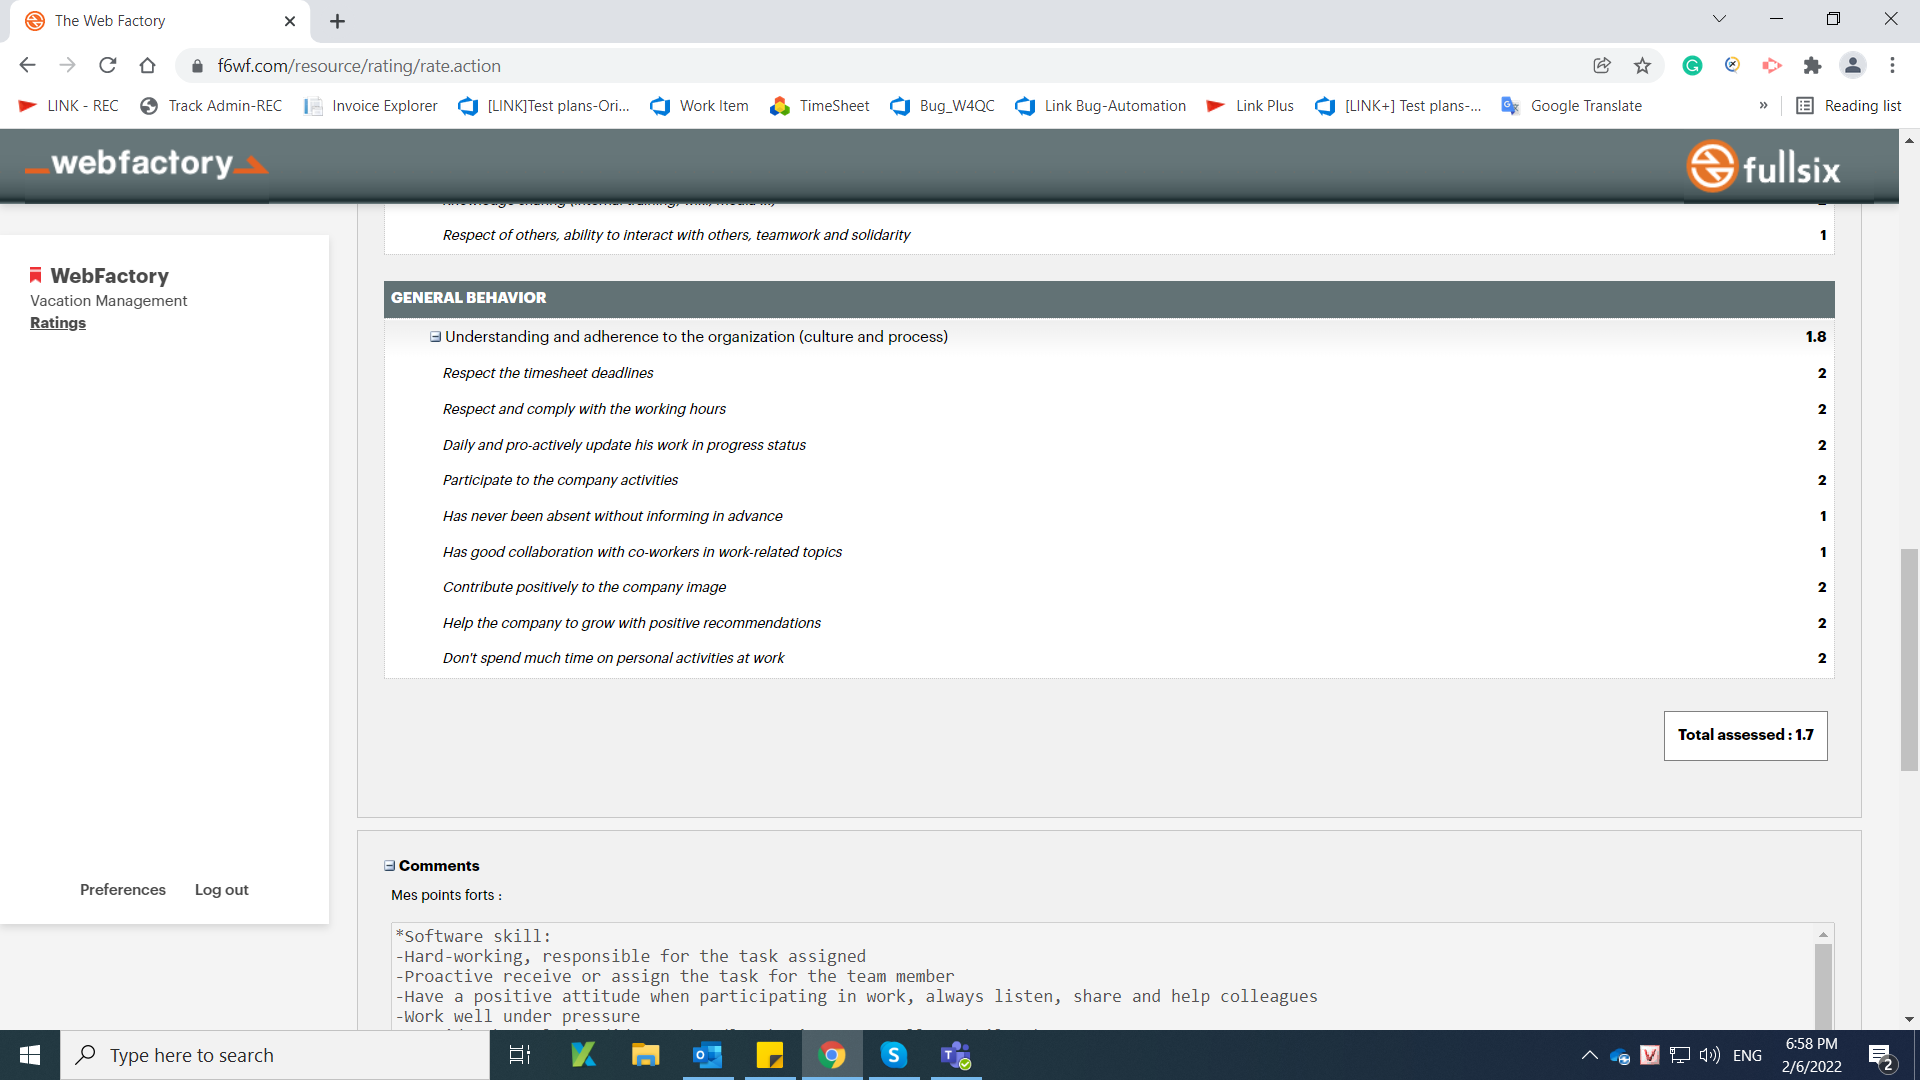 The Web Factory
f6wf.com/resource/rating/rate.action
LINK - REC
Track Admin-REC
Invoice Explorer
[LINK]Test plans-Ori...
Work Item
TimeSheet
Bug_W4QC
Link Bug-Automation
Link Plus
[LINK+] Test plans-...
Google Translate
»
Reading list
webfactory
fullsix
WebFactory
Vacation Management
Ratings
Preferences
Log out
Respect of others, ability to interact with others, teamwork and solidarity 1
GENERAL BEHAVIOR
Understanding and adherence to the organization (culture and process) 1.8
Respect the timesheet deadlines 2
Respect and comply with the working hours 2
Daily and pro-actively update his work in progress status 2
Participate to the company activities 2
Has never been absent without informing in advance 1
Has good collaboration with co-workers in work-related topics 1
Contribute positively to the company image 2
Help the company to grow with positive recommendations 2
Don't spend much time on personal activities at work 2
Total assessed : 1.7
Comments
Mes points forts :
*Software skill:
-Hard-working, responsible for the task assigned
-Proactive receive or assign the task for the team member
-Have a positive attitude when participating in work, always listen, share and help colleagues
-Work well under pressure
Type here to search
ENG
6:58 PM
2/6/2022
2